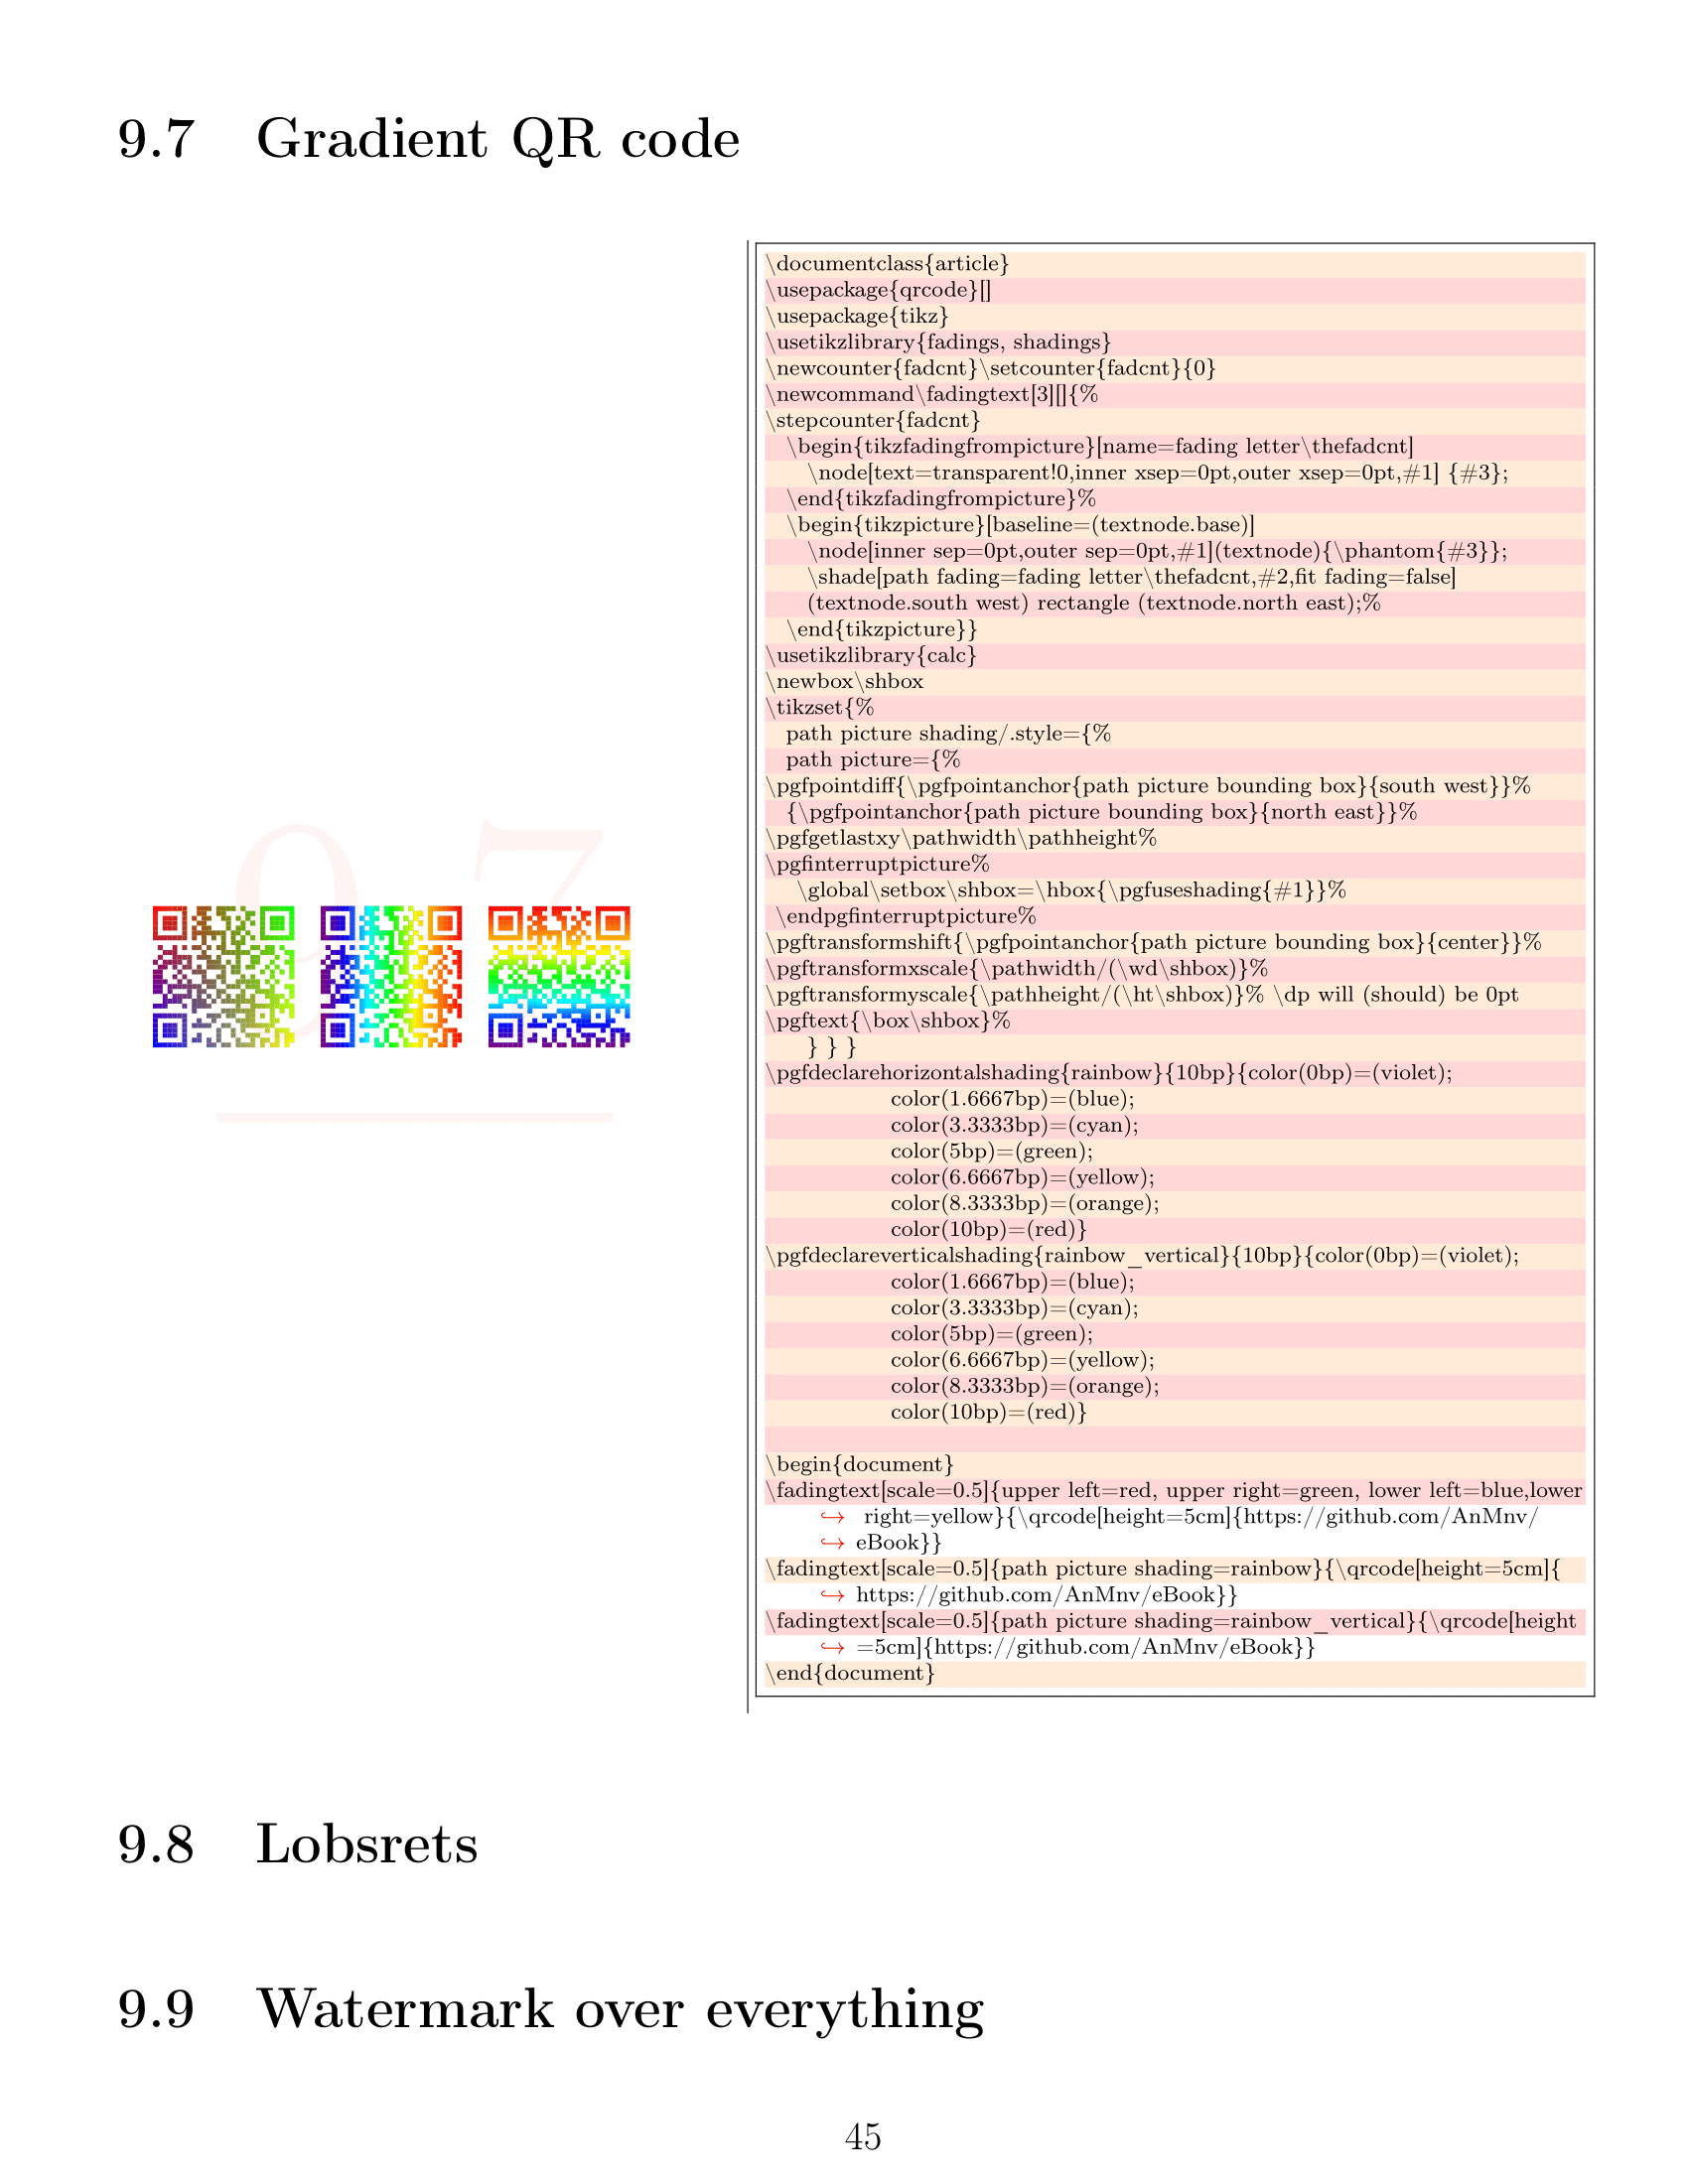 9.7 Gradient QR code
9.7
\documentclass{article}
\usepackage{qrcode}[]
\usepackage{tikz}
\usetikzlibrary{fadings, shadings}
\newcounter{fadcnt}\setcounter{fadcnt}{0}
\newcommand\fadingtext[3][]{%
\stepcounter{fadcnt}
\begin{tikzfadingfrompicture}[name=fading letter\thefadcnt]
\node[text=transparent!0,inner xsep=0pt,outer xsep=0pt,#1] {#3};
\end{tikzfadingfrompicture}%
\begin{tikzpicture}[baseline=(textnode.base)]
\node[inner sep=0pt,outer sep=0pt,#1](textnode){\phantom{#3}};
\shade[path fading=fading letter\thefadcnt,#2,fit fading=false]
(textnode.south west) rectangle (textnode.north east);%
\end{tikzpicture}}
\usetikzlibrary{calc}
\newbox\shbox
\tikzset{%
path picture shading/.style={%
path picture={%
\pgfpointdiff{\pgfpointanchor{path picture bounding box}{south west}}%
{\pgfpointanchor{path picture bounding box}{north east}}%
\pgfgetlastxy\pathwidth\pathheight%
\pgfinterruptpicture%
\global\setbox\shbox=\hbox{\pgfuseshading{#1}}%
\endpgfinterruptpicture%
\pgftransformshift{\pgfpointanchor{path picture bounding box}{center}}%
\pgftransformxscale{\pathwidth/(\wd\shbox)}%
\pgftransformyscale{\pathheight/(\ht\shbox)}% \dp will (should) be 0pt
\pgftext{\box\shbox}%
} } }
\pgfdeclarehorizontalshading{rainbow}{10bp}{color(0bp)=(violet);
color(1.6667bp)=(blue);
color(3.3333bp)=(cyan);
color(5bp)=(green);
color(6.6667bp)=(yellow);
color(8.3333bp)=(orange);
color(10bp)=(red)}
\pgfdeclareverticalshading{rainbow_vertical}{10bp}{color(0bp)=(violet);
color(1.6667bp)=(blue);
color(3.3333bp)=(cyan);
color(5bp)=(green);
color(6.6667bp)=(yellow);
color(8.3333bp)=(orange);
color(10bp)=(red)}
\begin{document}
\fadingtext[scale=0.5]{upper left=red, upper right=green, lower left=blue,lower
↪ right=yellow}{\qrcode[height=5cm]{https://github.com/AnMnv/
↪ eBook}}
\fadingtext[scale=0.5]{path picture shading=rainbow}{\qrcode[height=5cm]{
↪ https://github.com/AnMnv/eBook}}
\fadingtext[scale=0.5]{path picture shading=rainbow_vertical}{\qrcode[height
↪ =5cm]{https://github.com/AnMnv/eBook}}
\end{document}
9.8 Lobsrets
9.9 Watermark over everything
45